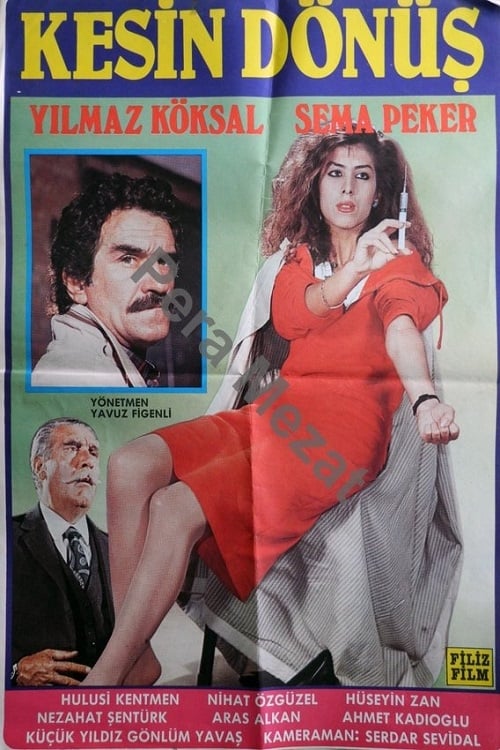 KESİN DÖNÜŞ
YILMAZ KÖKSAL SEMA PEKER
YÖNETMEN
YAVUZ FİGENLİ
Pera Mezat
FİLİZ
FİLM
HULUSİ KENTMEN NİHAT ÖZGÜZEL HÜSEYİN ZAN
NEZAHAT ŞENTÜRK ARAS ALKAN AHMET KADIOGLU
KÜÇÜK YILDIZ GÖNLÜM YAVAŞ KAMERAMAN: SERDAR SEVİDAL